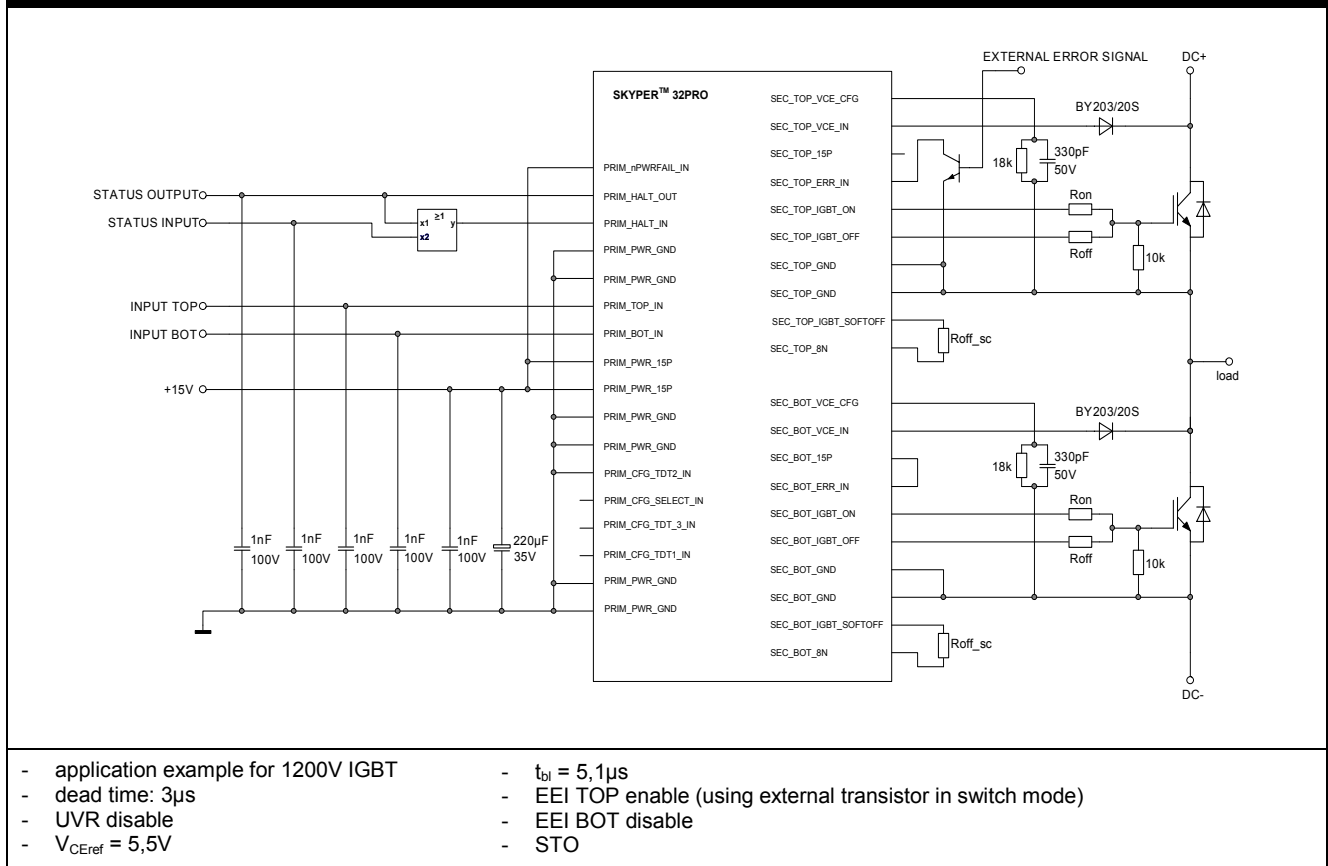 EXTERNAL ERROR SIGNAL
DC+
SKYPER™ 32PRO
SEC_TOP_VCE_CFG
BY203/20S
SEC_TOP_VCE_IN
SEC_TOP_15P
18k
330pF
50V
PRIM_nPWRFAIL_IN
SEC_TOP_ERR_IN
STATUS OUTPUT
PRIM_HALT_OUT
Ron
SEC_TOP_IGBT_ON
STATUS INPUT
x1
≥1
y
x2
PRIM_HALT_IN
SEC_TOP_IGBT_OFF
Roff
PRIM_PWR_GND
10k
SEC_TOP_GND
PRIM_PWR_GND
SEC_TOP_GND
INPUT TOP
PRIM_TOP_IN
SEC_TOP_IGBT_SOFTOFF
INPUT BOT
PRIM_BOT_IN
Roff_sc
SEC_TOP_8N
PRIM_PWR_15P
load
+15V
PRIM_PWR_15P
SEC_BOT_VCE_CFG
BY203/20S
PRIM_PWR_GND
SEC_BOT_VCE_IN
PRIM_PWR_GND
SEC_BOT_15P
18k
330pF
50V
PRIM_CFG_TDT2_IN
SEC_BOT_ERR_IN
PRIM_CFG_SELECT_IN
Ron
SEC_BOT_IGBT_ON
PRIM_CFG_TDT_3_IN
1nF
100V
1nF
100V
1nF
100V
1nF
100V
1nF
100V
220µF
35V
SEC_BOT_IGBT_OFF
Roff
PRIM_CFG_TDT1_IN
10k
SEC_BOT_GND
PRIM_PWR_GND
SEC_BOT_GND
PRIM_PWR_GND
SEC_BOT_IGBT_SOFTOFF
Roff_sc
SEC_BOT_8N
DC-
- application example for 1200V IGBT
- dead time: 3µs
- UVR disable
- VCEref = 5,5V
- tbl = 5,1µs
- EEI TOP enable (using external transistor in switch mode)
- EEI BOT disable
- STO